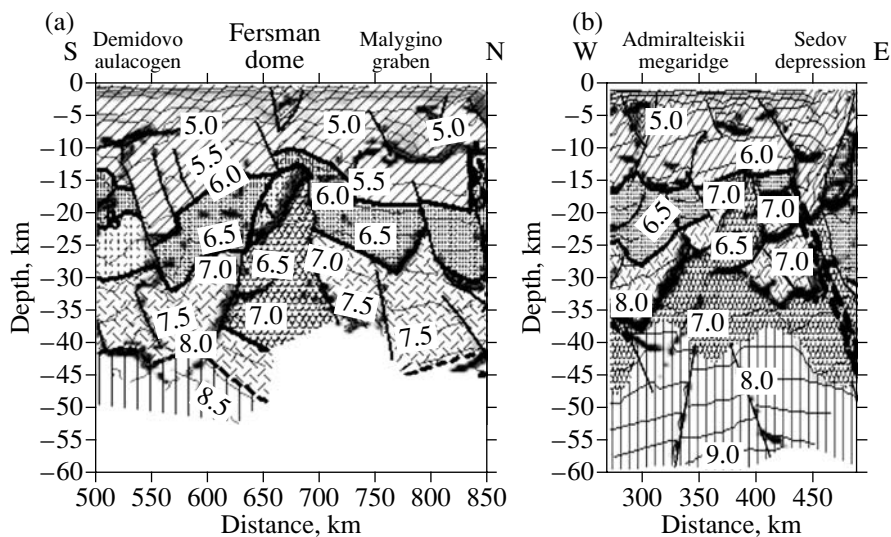 (a)
S
Demidovo
aulacogen
Fersman
dome
Malygino
graben
N
0
−5
−10
−15
−20
−25
−30
−35
−40
−45
−50
−55
−60
Depth, km
5.0
5.0
5.0
5.5
6.0
5.5
6.0
6.5
6.5
7.0
6.5
7.0
7.5
7.0
7.5
8.0
8.5
500 550 600 650 700 750 800 850
Distance, km
(b)
W
Admiralteiskii
megaridge
Sedov
depression
E
0
−5
−10
−15
−20
−25
−30
−35
−40
−45
−50
−55
−60
Depth, km
5.0
6.0
7.0
7.0
6.5
6.5
7.0
8.0
7.0
8.0
9.0
300 350 400 450
Distance, km